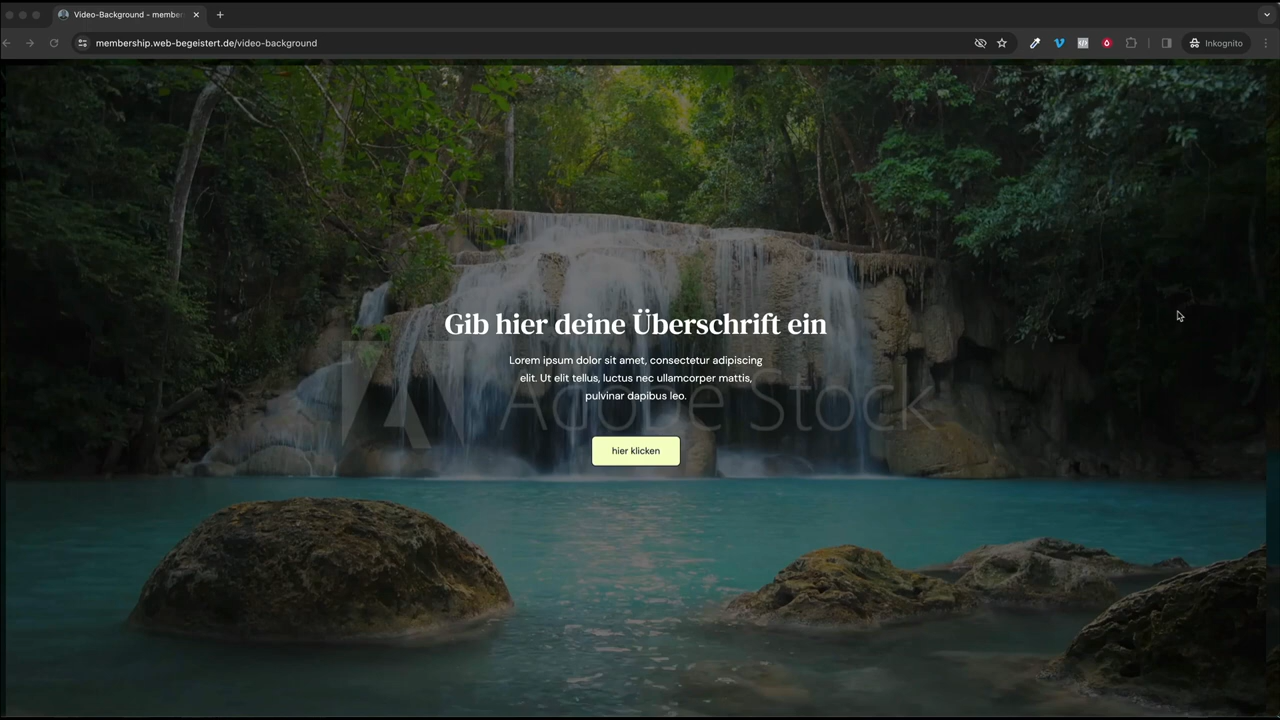 Video-Background - membe
membership.web-begeistert.de/video-background
Inkognito
Gib hier deine Überschrift ein
Lorem ipsum dolor sit amet, consectetur adipiscing
elit. Ut elit tellus, luctus nec ullamcorper mattis,
pulvinar dapibus leo.
Adobe Stock
hier klicken